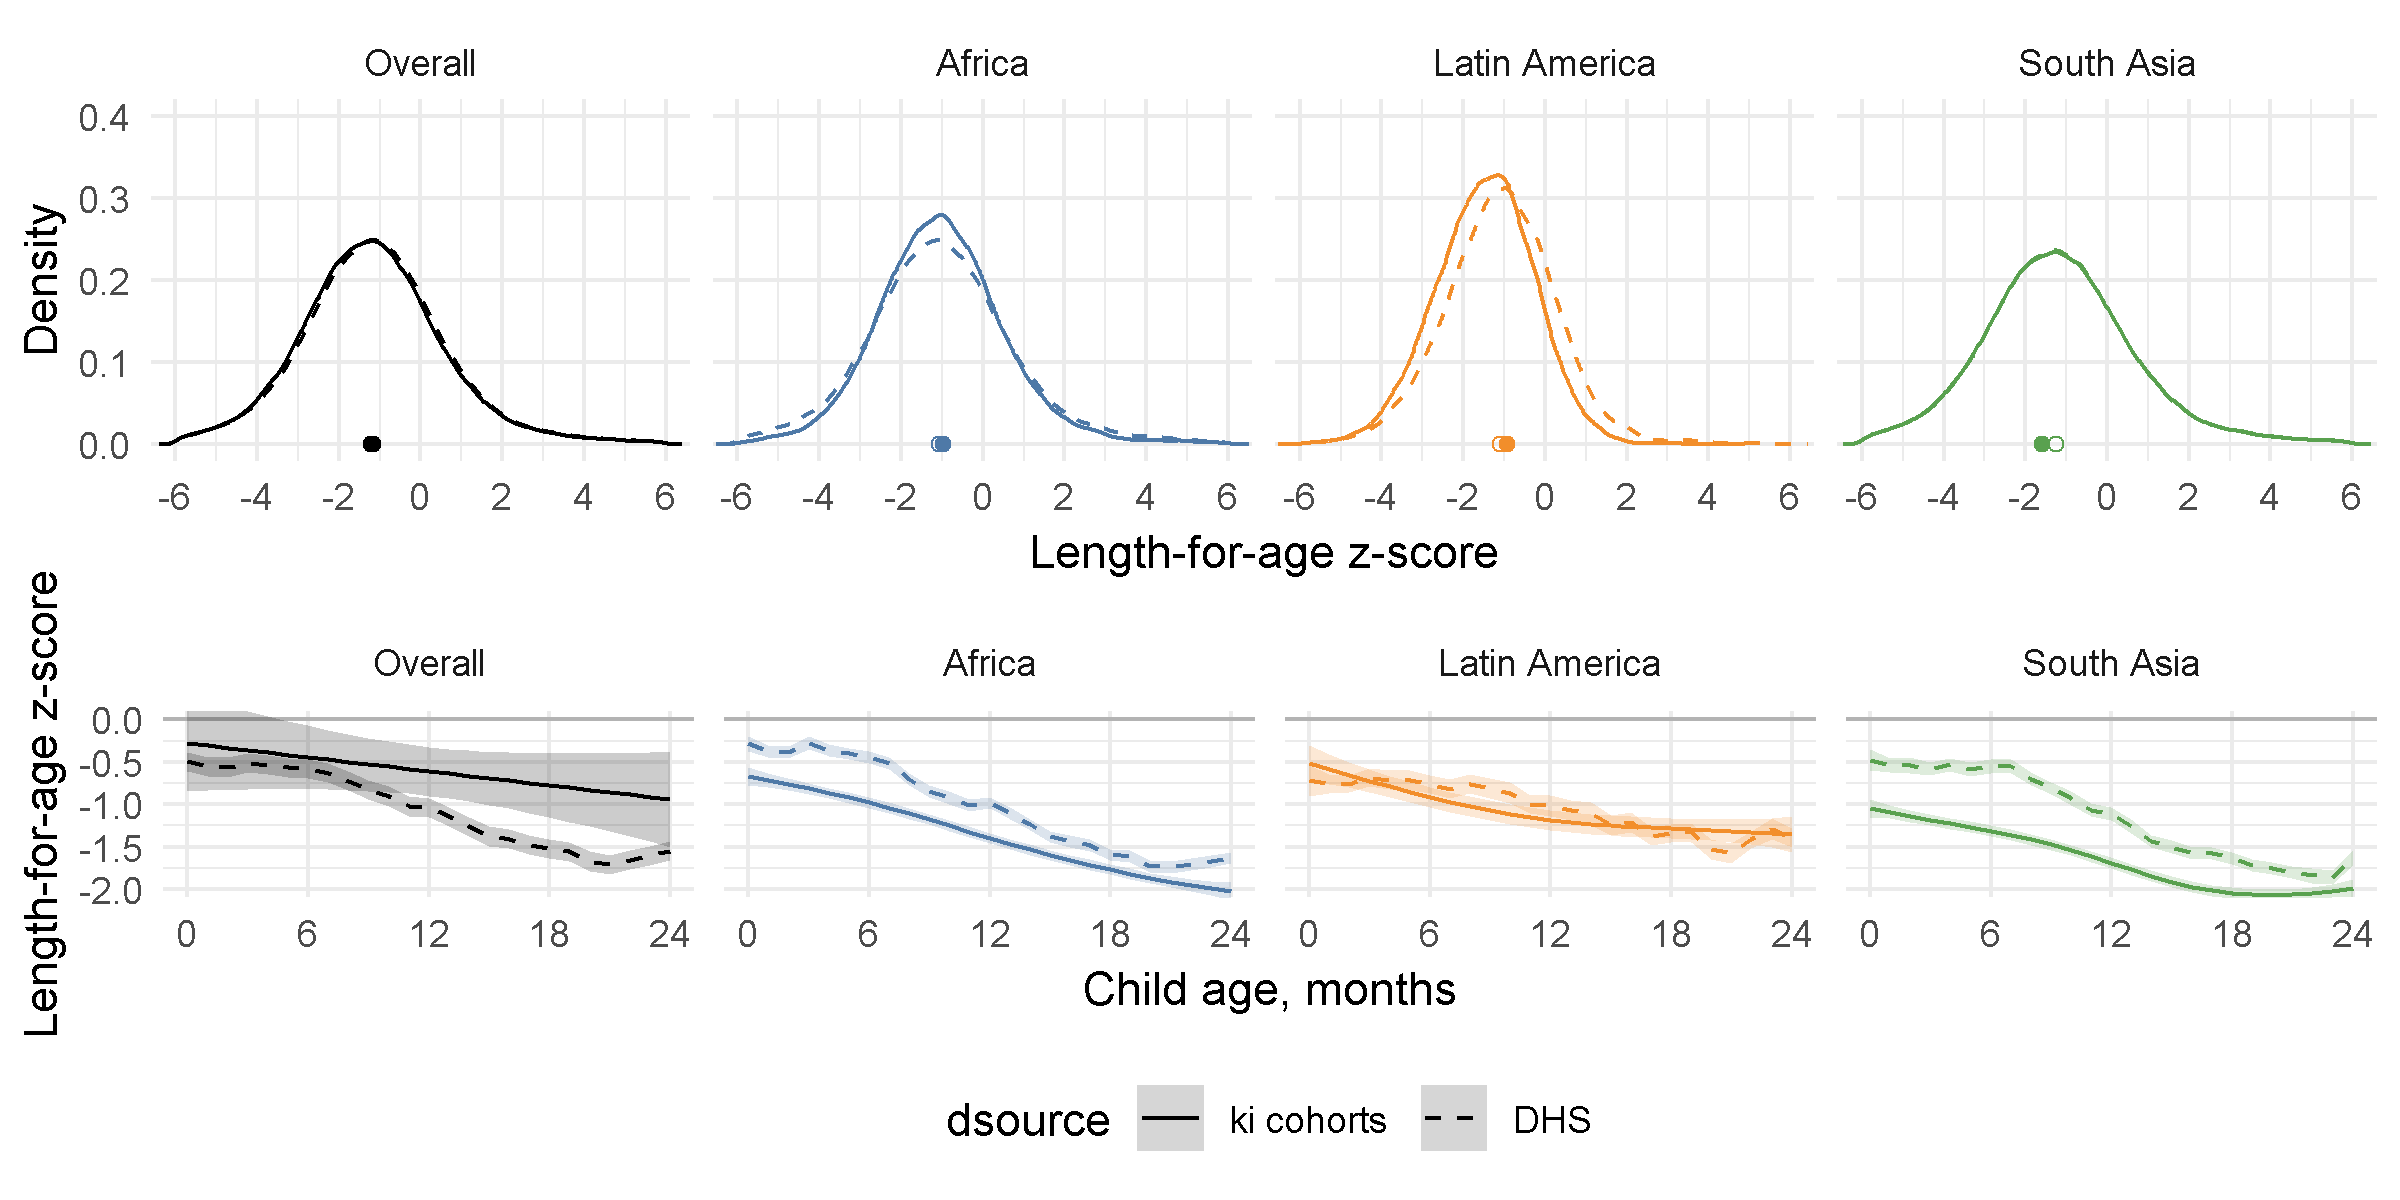 Overall Africa Latin America South Asia
Density
0.4
0.3
0.2
0.1
0.0
-6 -4 -2 0 2 4 6 -6 -4 -2 0 2 4 6 -6 -4 -2 0 2 4 6 -6 -4 -2 0 2 4 6
Length-for-age z-score
Overall Africa Latin America South Asia
Length-for-age z-score
0.0
-0.5
-1.0
-1.5
-2.0
0 6 12 18 24 0 6 12 18 24 0 6 12 18 24 0 6 12 18 24
Child age, months
dsource ki cohorts DHS